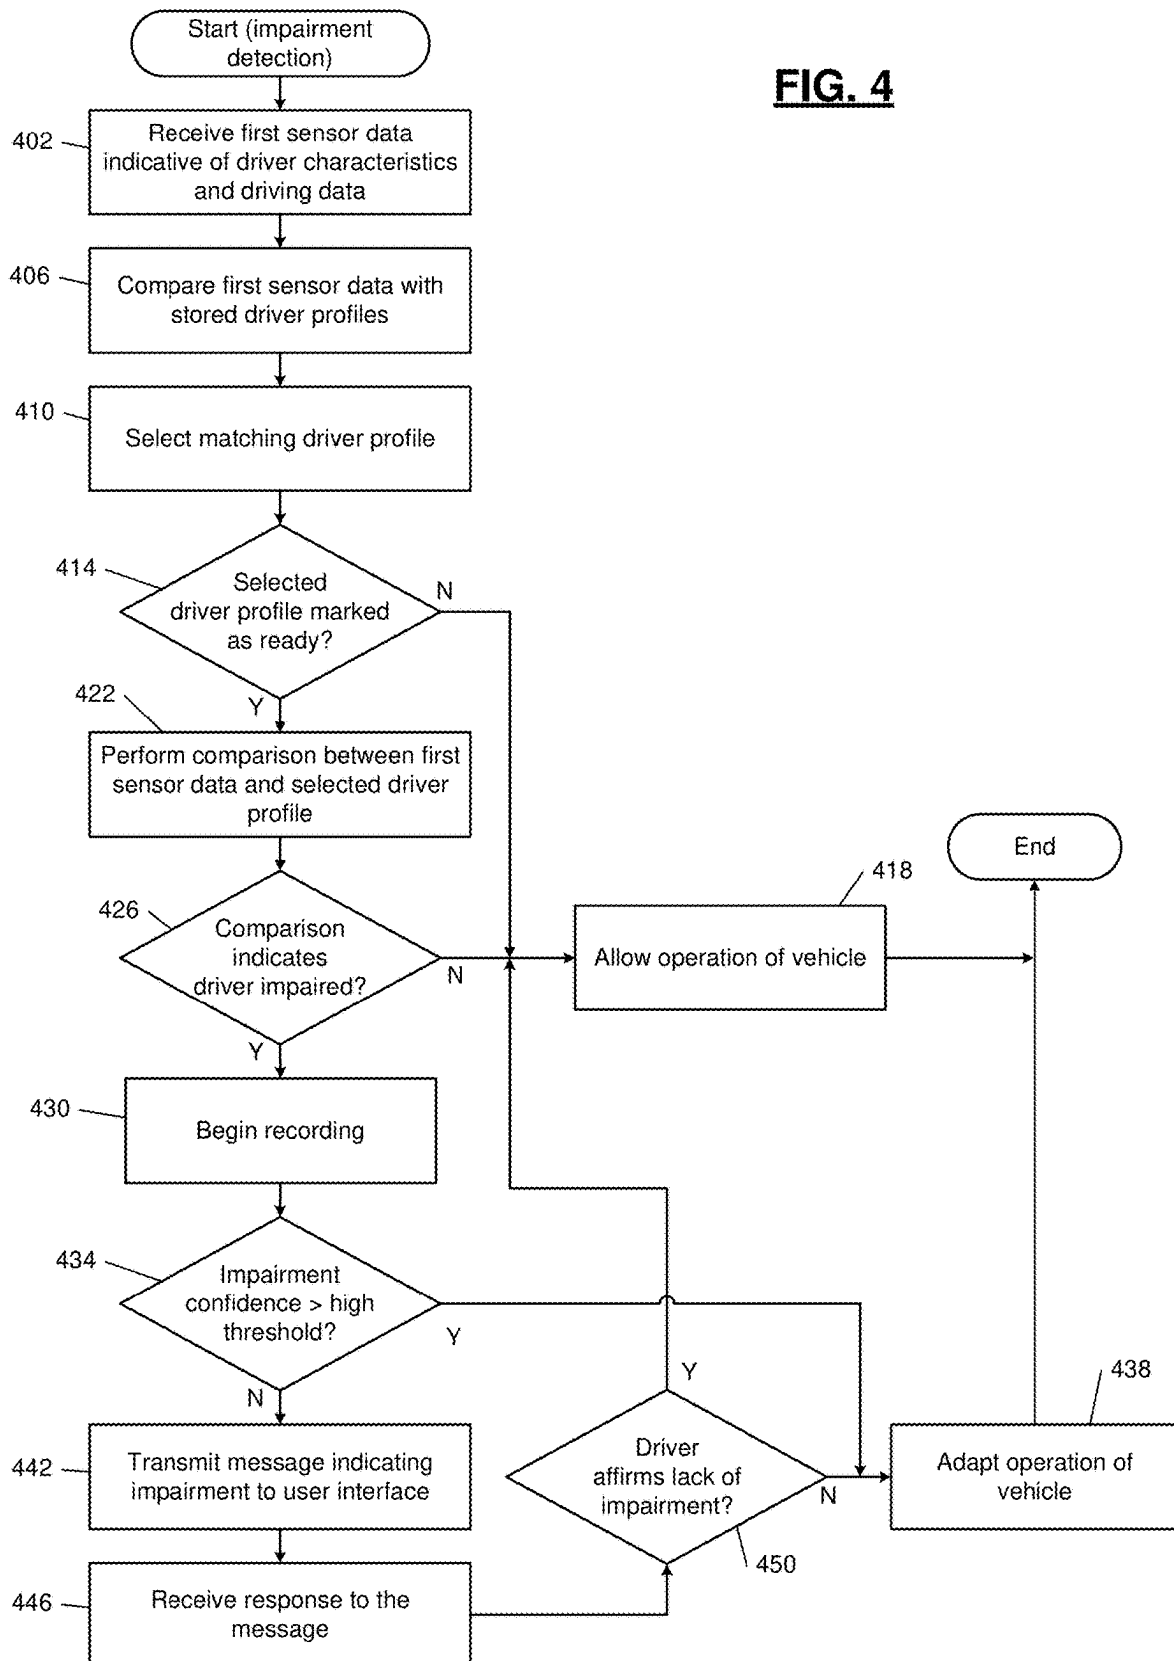 Start (impairment
detection)
FIG. 4
402
Receive first sensor data
indicative of driver characteristics
and driving data
406
Compare first sensor data with
stored driver profiles
410
Select matching driver profile
414
Selected
driver profile marked
as ready?
N
Y
422
Perform comparison between first
sensor data and selected driver
profile
End
418
Allow operation of vehicle
426
Comparison
indicates
driver impaired?
N
Y
430
Begin recording
434
Impairment
confidence > high
threshold?
Y
N
Y
438
442
Transmit message indicating
impairment to user interface
Driver
affirms lack of
impairment?
N
Adapt operation of
vehicle
450
446
Receive response to the
message